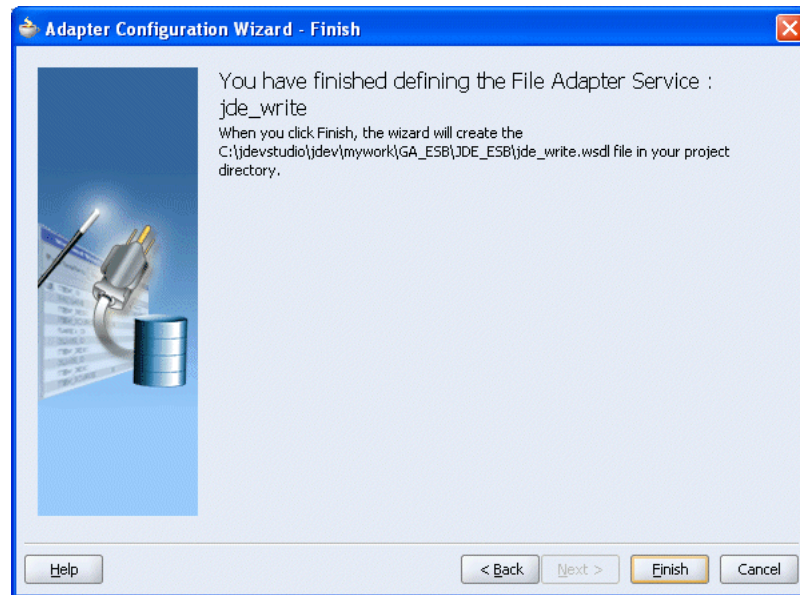 Adapter Configuration Wizard - Finish
You have finished defining the File Adapter Service :
jde_write
When you click Finish, the wizard will create the
C:\jdevstudio\jdev\mywork\GA_ESB\JDE_ESB\jde_write.wsdl file in your project
directory.
Help
< Back
Next >
Finish
Cancel